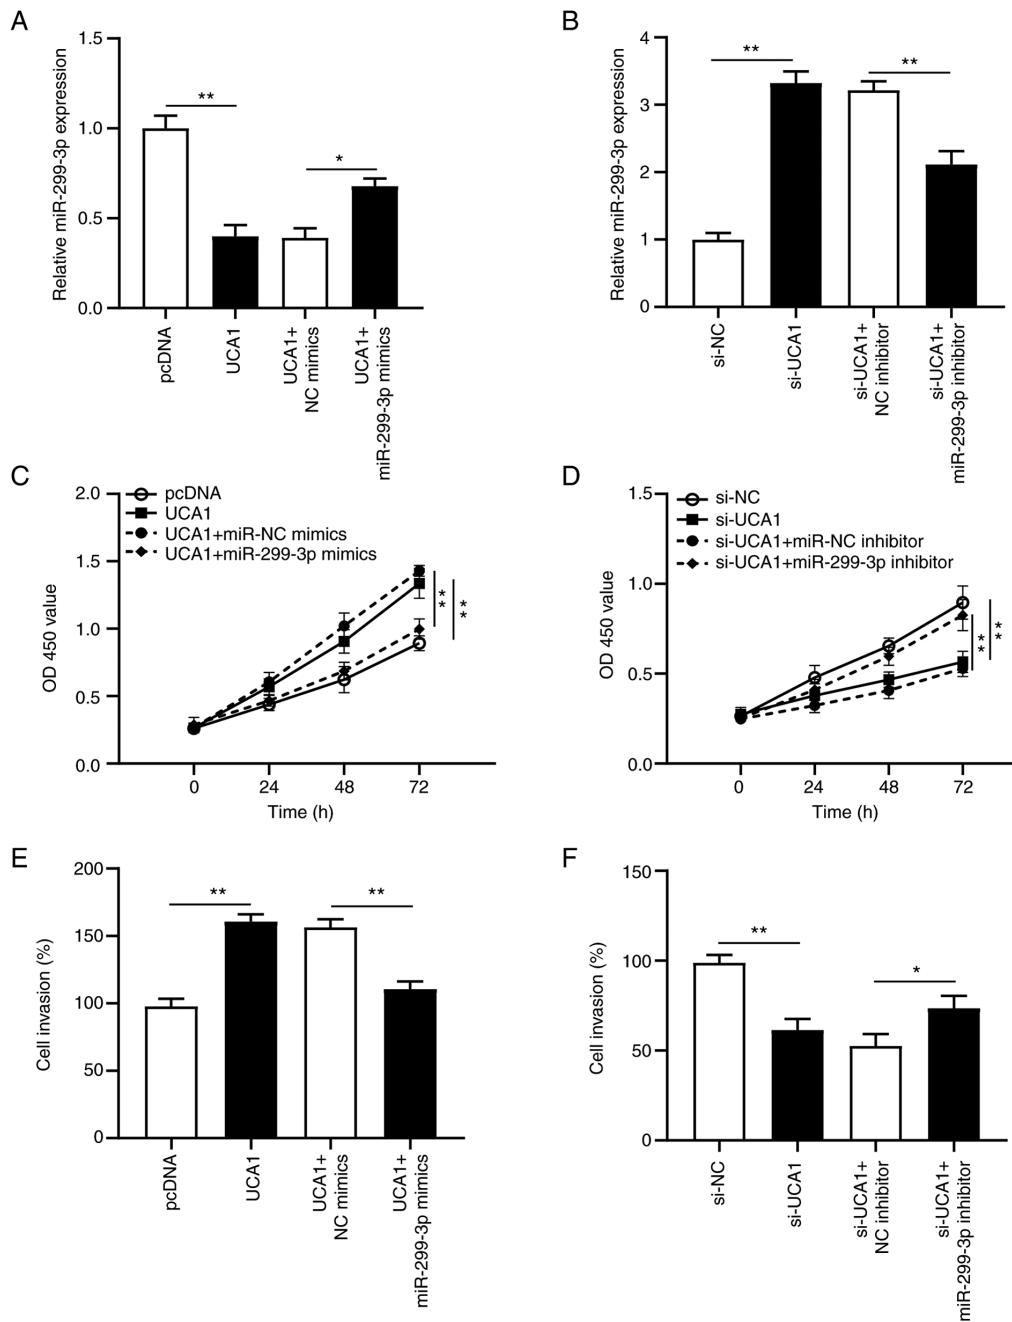 A
Relative miR-299-3p expression
1.5
1.0
0.5
0.0
**
*
pcDNA
UCA1
UCA1+
NC mimics
UCA1+
miR-299-3p mimics
B
Relative miR-299-3p expression
4
3
2
1
0
**
**
si-NC
si-UCA1
si-UCA1+
NC inhibitor
si-UCA1+
miR-299-3p inhibitor
C
OD 450 value
2.0
1.5
1.0
0.5
0.0
pcDNA
UCA1
UCA1+miR-NC mimics
UCA1+miR-299-3p mimics
**
**
0 24 48 72
Time (h)
D
OD 450 value
1.5
1.0
0.5
0.0
si-NC
si-UCA1
si-UCA1+miR-NC inhibitor
si-UCA1+miR-299-3p inhibitor
**
**
0 24 48 72
Time (h)
E
Cell invasion (%)
200
150
100
50
0
**
**
pcDNA
UCA1
UCA1+
NC mimics
UCA1+
miR-299-3p mimics
F
Cell invasion (%)
150
100
50
0
**
*
si-NC
si-UCA1
si-UCA1+
NC inhibitor
si-UCA1+
miR-299-3p inhibitor